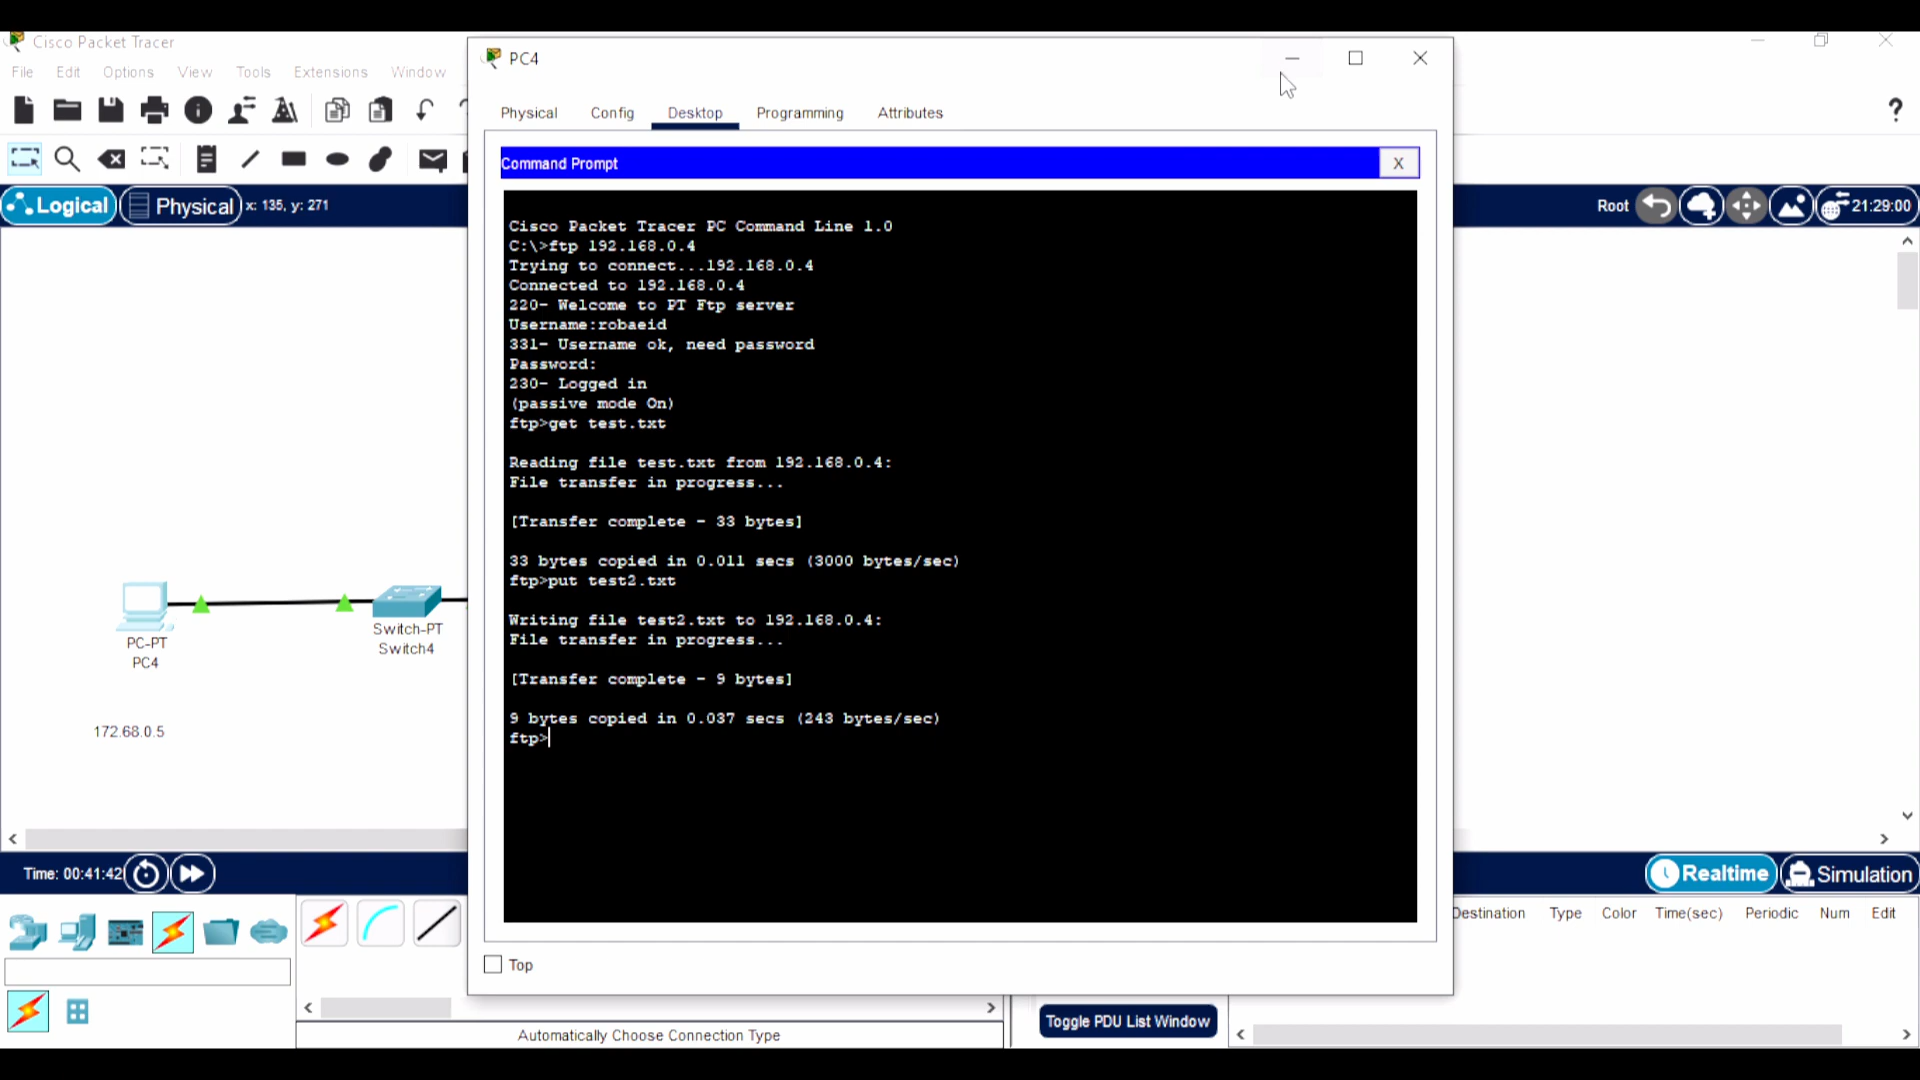 Cisco Packet Tracer
File Edit Options View Tools Extensions Window
Logical
Physical
x: 135, y: 271
PC4
Physical Config Desktop Programming Attributes
Command Prompt
X
Cisco Packet Tracer PC Command Line 1.0
C:\>ftp 192.168.0.4
Trying to connect...192.168.0.4
Connected to 192.168.0.4
220- Welcome to PT Ftp server
Username:robaeid
331- Username ok, need password
Password:
230- Logged in
(passive mode On)
ftp>get test.txt
Reading file test.txt from 192.168.0.4:
File transfer in progress...
[Transfer complete - 33 bytes]
33 bytes copied in 0.011 secs (3000 bytes/sec)
ftp>put test2.txt
Writing file test2.txt to 192.168.0.4:
File transfer in progress...
[Transfer complete - 9 bytes]
9 bytes copied in 0.037 secs (243 bytes/sec)
ftp>
Top
Root
21:29:00
PC-PT
PC4
Switch-PT
Switch4
172.68.0.5
Time: 00:41:42
Realtime
Simulation
Destination Type Color Time(sec) Periodic Num Edit
Toggle PDU List Window
Automatically Choose Connection Type